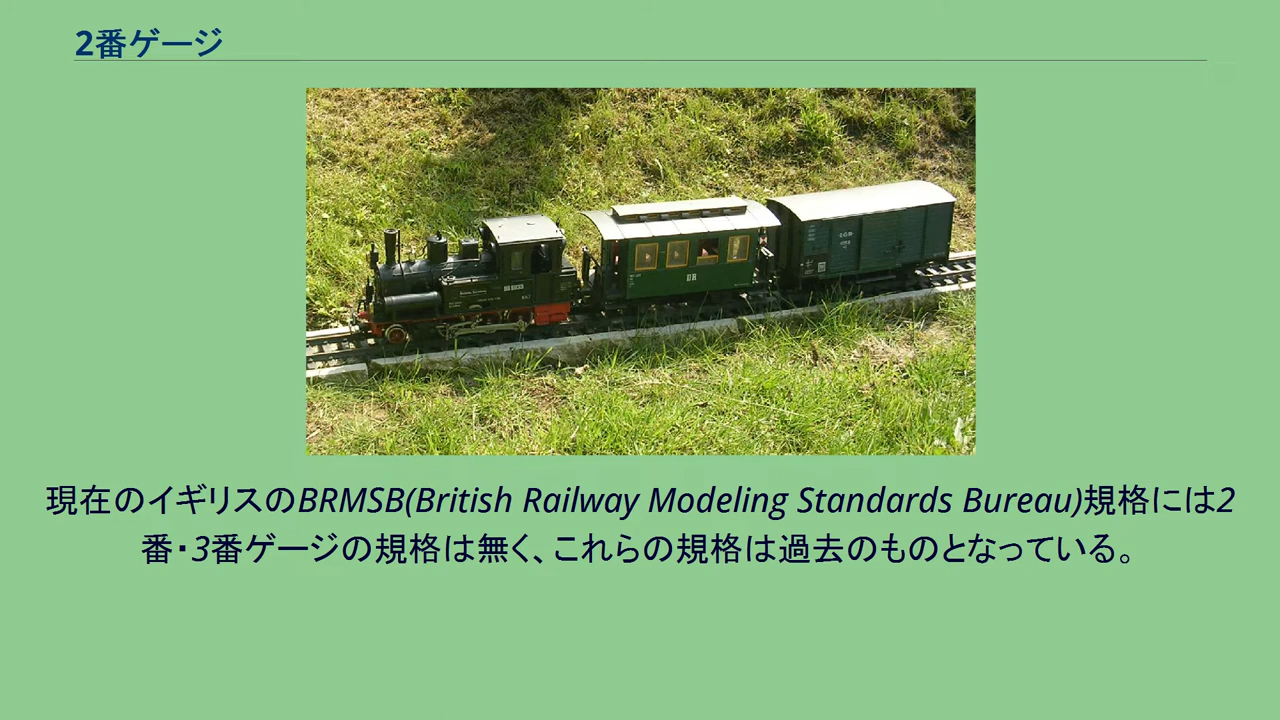 2番ゲージ
DR
現在のイギリスのBRMSB(British Railway Modeling Standards Bureau)規格には2
番・3番ゲージの規格は無く、これらの規格は過去のものとなっている。